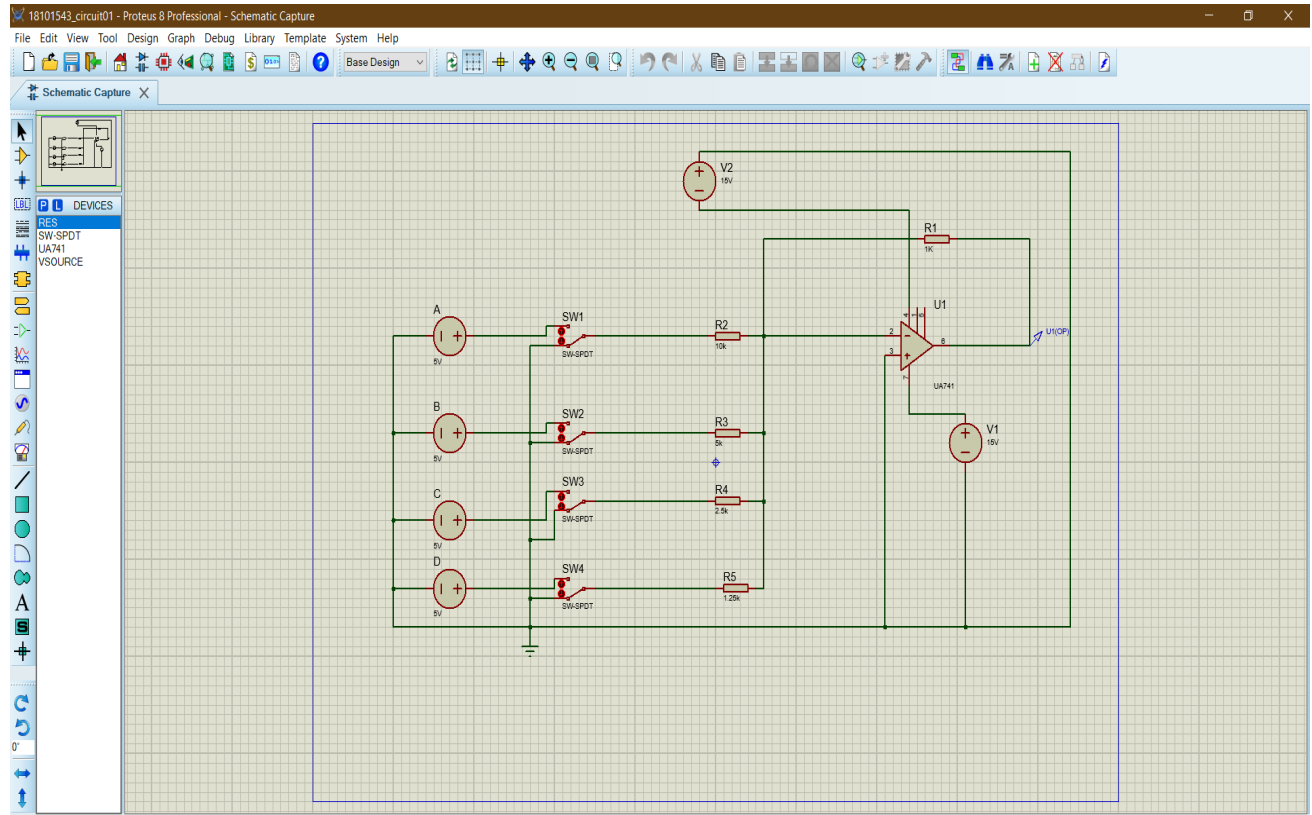 18101543_circuit01 - Proteus 8 Professional - Schematic Capture
File Edit View Tool Design Graph Debug Library Template System Help
Base Design
Schematic Capture
P L DEVICES
RES
SW-SPDT
UA741
VSOURCE
LBL
A
S
0°
V2
15V
R1
1K
A
5V
SW1
SW-SPDT
R2
10k
U1
4 1 5
2
3
6
7
UA741
U1(OP)
B
5V
SW2
SW-SPDT
R3
5k
V1
15V
C
5V
SW3
SW-SPDT
R4
2.5k
D
5V
SW4
SW-SPDT
R5
1.25k